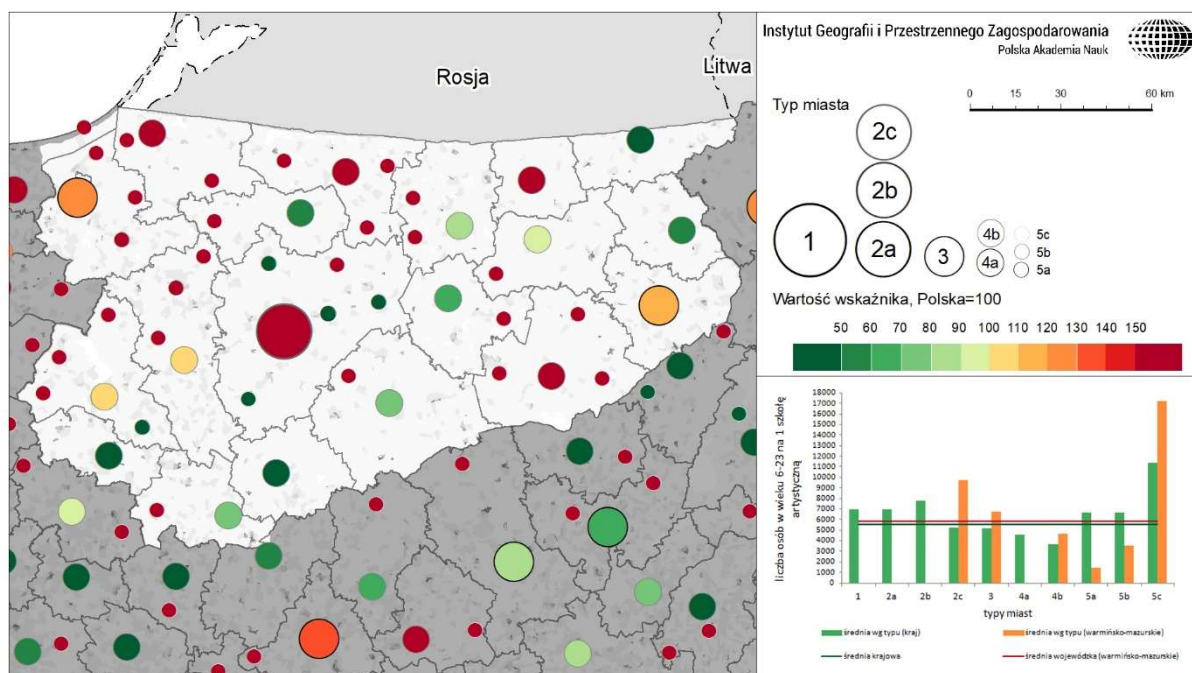 Rosja
Litwa
Instytut Geografii i Przestrzennego Zagospodarowania
Polska Akademia Nauk
Typ miasta
0 15 30 60 km
2c
2b
1
2a
3
4b
4a
5c
5b
5a
Wartość wskaźnika, Polska=100
50 60 70 80 90 100 110 120 130 140 150
liczba osób w wieku 6-23 na 1 szkołę
artystyczną
18000
17000
16000
15000
14000
13000
12000
11000
10000
9000
8000
7000
6000
5000
4000
3000
2000
1000
0
1 2a 2b 2c 3 4a 4b 5a 5b 5c
typy miast
średnia wg typu (kraj)
średnia wg typu (warmińsko-mazurskie)
średnia krajowa
średnia wojewódzka (warmińsko-mazurskie)